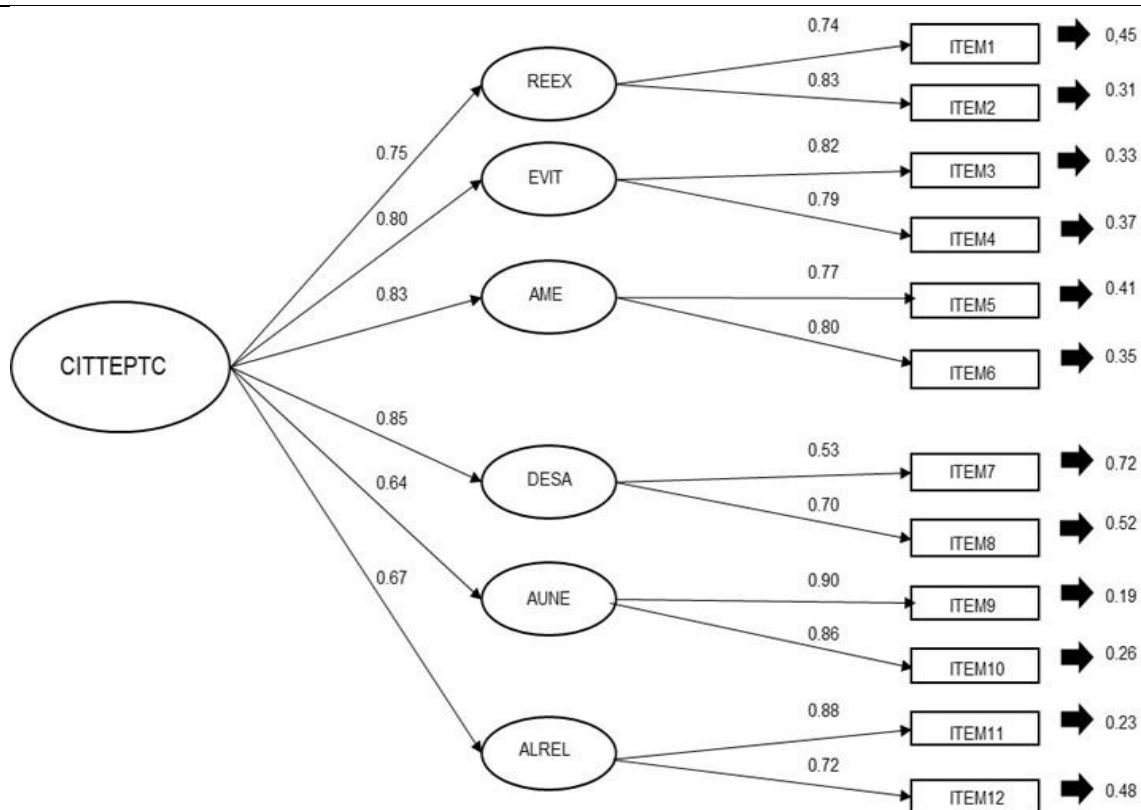 0.74
ITEM1
0,45
REEX
0.83
ITEM2
0.31
0.75
0.82
ITEM3
0.33
EVIT
0.80
0.79
ITEM4
0.37
0.83
AME
0.77
ITEM5
0.41
0.80
ITEM6
0.35
CITTEPTC
0.85
DESA
0.53
ITEM7
0.72
0.64
0.70
ITEM8
0.52
0.67
AUNE
0.90
ITEM9
0.19
0.86
ITEM10
0.26
ALREL
0.88
ITEM11
0.23
0.72
ITEM12
0.48